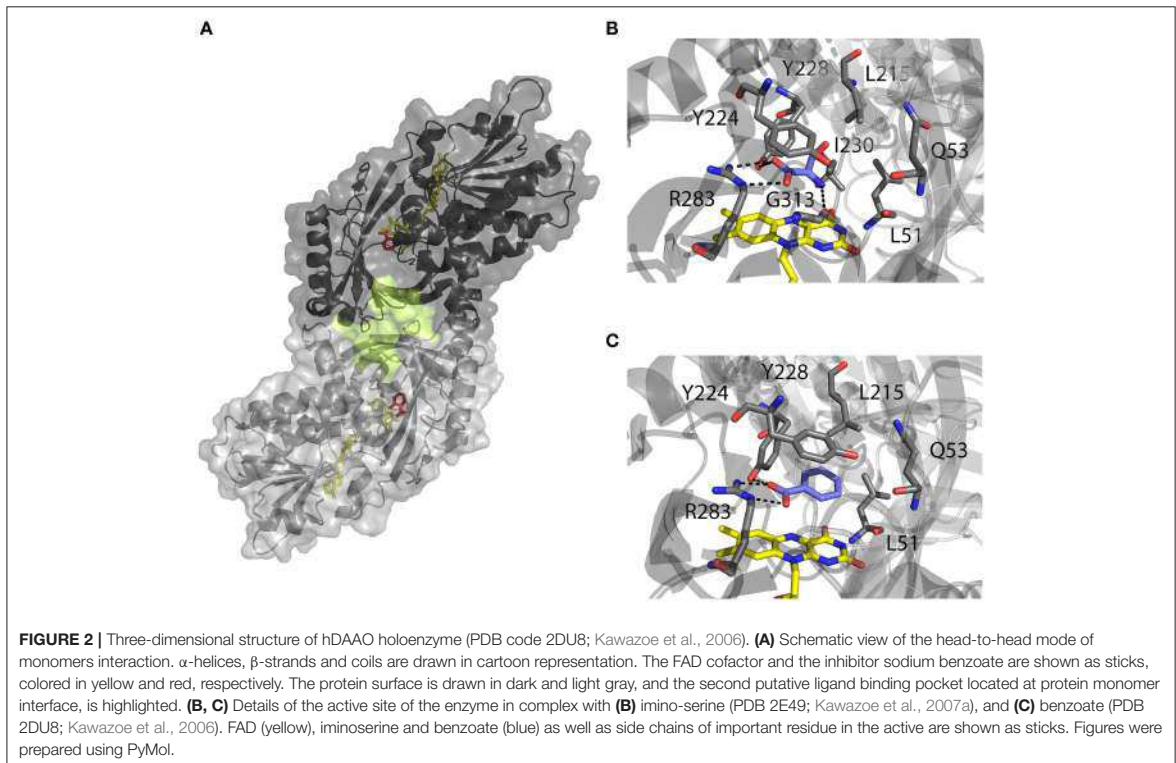 A
B
Y228
L215
Y224
I230
Q53
R283
G313
L51
C
Y228
Y224
L215
Q53
R283
L51
FIGURE 2 | Three-dimensional structure of hDAAO holoenzyme (PDB code 2DU8; Kawazoe et al., 2006). (A) Schematic view of the head-to-head mode of
monomers interaction. α-helices, β-strands and coils are drawn in cartoon representation. The FAD cofactor and the inhibitor sodium benzoate are shown as sticks,
colored in yellow and red, respectively. The protein surface is drawn in dark and light gray, and the second putative ligand binding pocket located at protein monomer
interface, is highlighted. (B, C) Details of the active site of the enzyme in complex with (B) imino-serine (PDB 2E49; Kawazoe et al., 2007a), and (C) benzoate (PDB
2DU8; Kawazoe et al., 2006). FAD (yellow), iminoserine and benzoate (blue) as well as side chains of important residue in the active are shown as sticks. Figures were
prepared using PyMol.